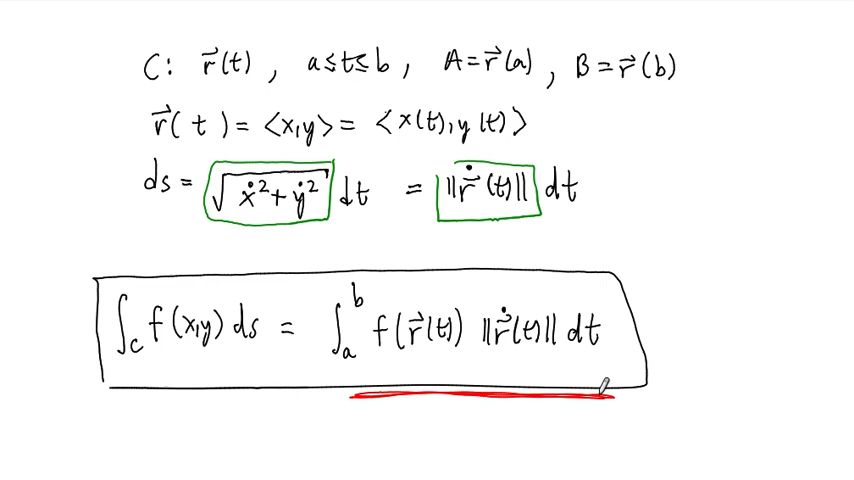 C: r⃗(t), a≤t≤b, A=r⃗(a), B=r⃗(b)
r⃗(t)=⟨x,y⟩=⟨x(t),y(t)⟩
ds=√(ẋ²+ẏ²) dt = ‖r⃗̇(t)‖ dt
∫_C f(x,y) ds = ∫_a^b f(r⃗(t) ‖r⃗̇(t)‖ dt